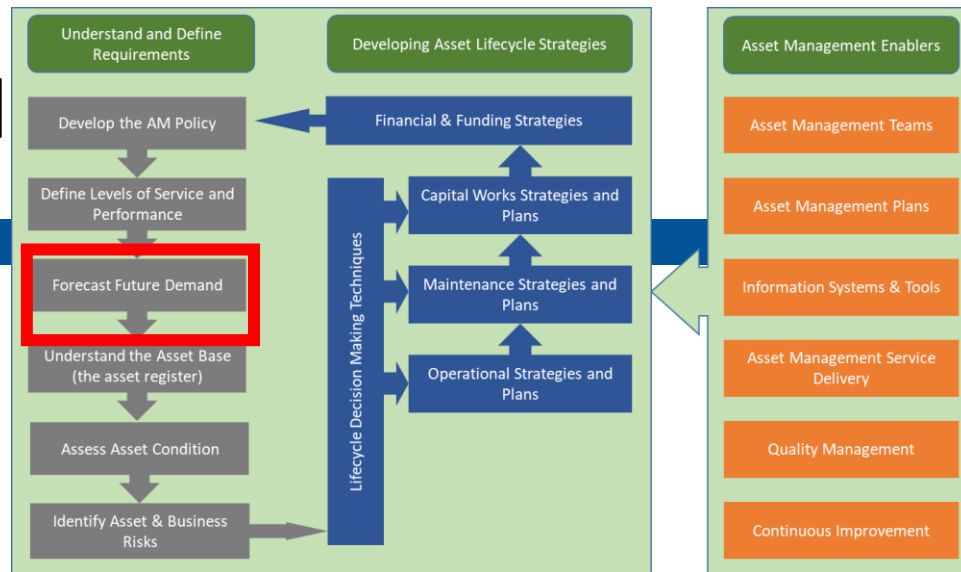 Understand and Define
Requirements
Develop the AM Policy
Define Levels of Service and
Performance
Forecast Future Demand
Understand the Asset Base
(the asset register)
Assess Asset Condition
Identify Asset & Business
Risks
Developing Asset Lifecycle Strategies
Financial & Funding Strategies
Lifecycle Decision Making Techniques
Capital Works Strategies and
Plans
Maintenance Strategies and
Plans
Operational Strategies and
Plans
Asset Management Enablers
Asset Management Teams
Asset Management Plans
Information Systems & Tools
Asset Management Service
Delivery
Quality Management
Continuous Improvement